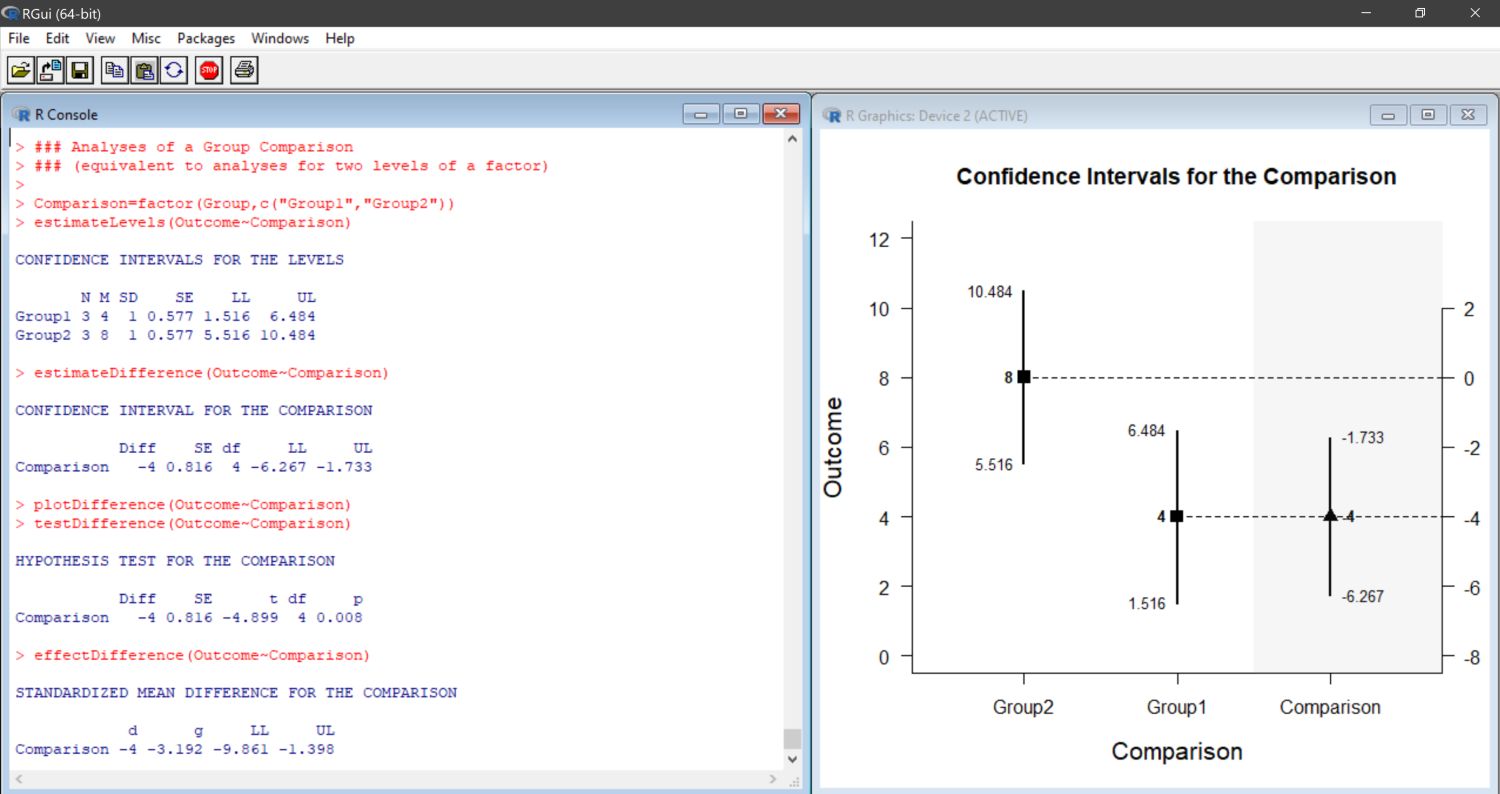 RGui (64-bit)
File Edit View Misc Packages Windows Help
STOP
R Console
> ### Analyses of a Group Comparison
> ### (equivalent to analyses for two levels of a factor)
>
> Comparison=factor(Group,c("Group1","Group2"))
> estimateLevels(Outcome~Comparison)
CONFIDENCE INTERVALS FOR THE LEVELS
N M SD SE LL UL
Group1 3 4 1 0.577 1.516 6.484
Group2 3 8 1 0.577 5.516 10.484
> estimateDifference(Outcome~Comparison)
CONFIDENCE INTERVAL FOR THE COMPARISON
Diff SE df LL UL
Comparison -4 0.816 4 -6.267 -1.733
> plotDifference(Outcome~Comparison)
> testDifference(Outcome~Comparison)
HYPOTHESIS TEST FOR THE COMPARISON
Diff SE t df p
Comparison -4 0.816 -4.899 4 0.008
> effectDifference(Outcome~Comparison)
STANDARDIZED MEAN DIFFERENCE FOR THE COMPARISON
d g LL UL
Comparison -4 -3.192 -9.861 -1.398
R Graphics: Device 2 (ACTIVE)
Confidence Intervals for the Comparison
12
10.484
10 2
8 8 0
6.484
6 -1.733 -2
5.516
4 4 -4 -4
2 1.516 -6.267 -6
0 -8
Outcome
Group2 Group1 Comparison
Comparison